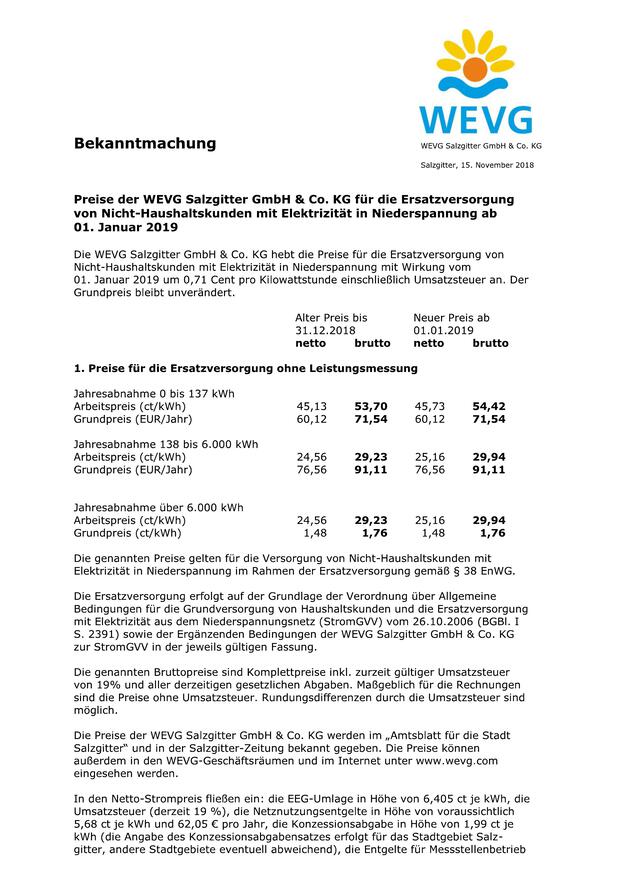 WEVG
Bekanntmachung
WEVG Salzgitter GmbH & Co. KG
Salzgitter, 15. November 2018
Preise der WEVG Salzgitter GmbH & Co. KG für die Ersatzversorgung
von Nicht-Haushaltskunden mit Elektrizität in Niederspannung ab
01. Januar 2019
Die WEVG Salzgitter GmbH & Co. KG hebt die Preise für die Ersatzversorgung von
Nicht-Haushaltskunden mit Elektrizität in Niederspannung mit Wirkung vom
01. Januar 2019 um 0,71 Cent pro Kilowattstunde einschließlich Umsatzsteuer an. Der
Grundpreis bleibt unverändert.
Alter Preis bis Neuer Preis ab
31.12.2018 01.01.2019
netto brutto netto brutto
1. Preise für die Ersatzversorgung ohne Leistungsmessung
Jahresabnahme 0 bis 137 kWh
Arbeitspreis (ct/kWh) 45,13 53,70 45,73 54,42
Grundpreis (EUR/Jahr) 60,12 71,54 60,12 71,54
Jahresabnahme 138 bis 6.000 kWh
Arbeitspreis (ct/kWh) 24,56 29,23 25,16 29,94
Grundpreis (EUR/Jahr) 76,56 91,11 76,56 91,11
Jahresabnahme über 6.000 kWh
Arbeitspreis (ct/kWh) 24,56 29,23 25,16 29,94
Grundpreis (EUR/Jahr) 1,48 1,76 1,48 1,76
Die genannten Preise gelten für die Versorgung von Nicht-Haushaltskunden mit
Elektrizität in Niederspannung im Rahmen der Ersatzversorgung gemäß § 38 EnWG.
Die Ersatzversorgung erfolgt auf der Grundlage der Verordnung über Allgemeine
Bedingungen für die Grundversorgung von Haushaltskunden und die Ersatzversorgung
mit Elektrizität aus dem Niederspannungsnetz (StromGVV) vom 26.10.2006 (BGBl. I
S. 2391) sowie der Ergänzenden Bedingungen der WEVG Salzgitter GmbH & Co. KG
zur StromGVV in der jeweils gültigen Fassung.
Die genannten Bruttopreise sind Komplettpreise inkl. zurzeit gültiger Umsatzsteuer
von 19% und aller derzeitigen gesetzlichen Abgaben. Maßgeblich für die Rechnungen
sind die Preise ohne Umsatzsteuer. Rundungsdifferenzen durch die Umsatzsteuer sind
möglich.
Die Preise der WEVG Salzgitter GmbH & Co. KG werden im „Amtsblatt für die Stadt
Salzgitter“ und in der Salzgitter-Zeitung bekannt gegeben. Die Preise können
außerdem in den WEVG-Geschäftsräumen und im Internet unter www.wevg.com
eingesehen werden.
In den Netto-Strompreis fließen ein: die EEG-Umlage in Höhe von 6,405 ct je kWh, die
Umsatzsteuer (derzeit 19 %), die Netznutzungsentgelte in Höhe von voraussichtlich
5,68 ct je kWh und 62,05 € pro Jahr, die Konzessionsabgabe in Höhe von 1,99 ct je
kWh (die Angabe des Konzessionsabgabensatzes erfolgt für das Stadtgebiet Salz-
gitter, andere Stadtgebiete eventuell abweichend), die Entgelte für Messstellenbetrieb